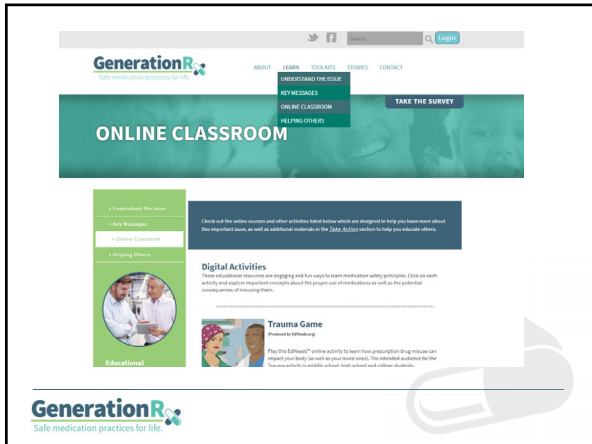 Search
Login
GenerationRx
Safe medication practices for life.
ABOUT LEARN TOOLKITS STORIES CONTACT
UNDERSTAND THE ISSUE
KEY MESSAGES
ONLINE CLASSROOM
HELPING OTHERS
TAKE THE SURVEY
ONLINE CLASSROOM
» Understand the Issue
» Key Messages
» Online Classroom
» Helping Others
Educational
Check out the online courses and other activities listed below which are designed to help you learn more about
this important issue, as well as additional materials in the Take Action section to help you educate others.
Digital Activities
These educational resources are engaging and fun ways to learn medication safety principles. Click on each
activity and explore important concepts about the proper use of medications as well as the potential
consequences of misusing them.
Trauma Game
(Produced by EdHeads.org)
Play this EdHeads™ online activity to learn how prescription drug misuse can
impact your body (as well as your loved ones). The intended audience for the
Trauma activity is middle school, high school and college students.
GenerationRx
Safe medication practices for life.